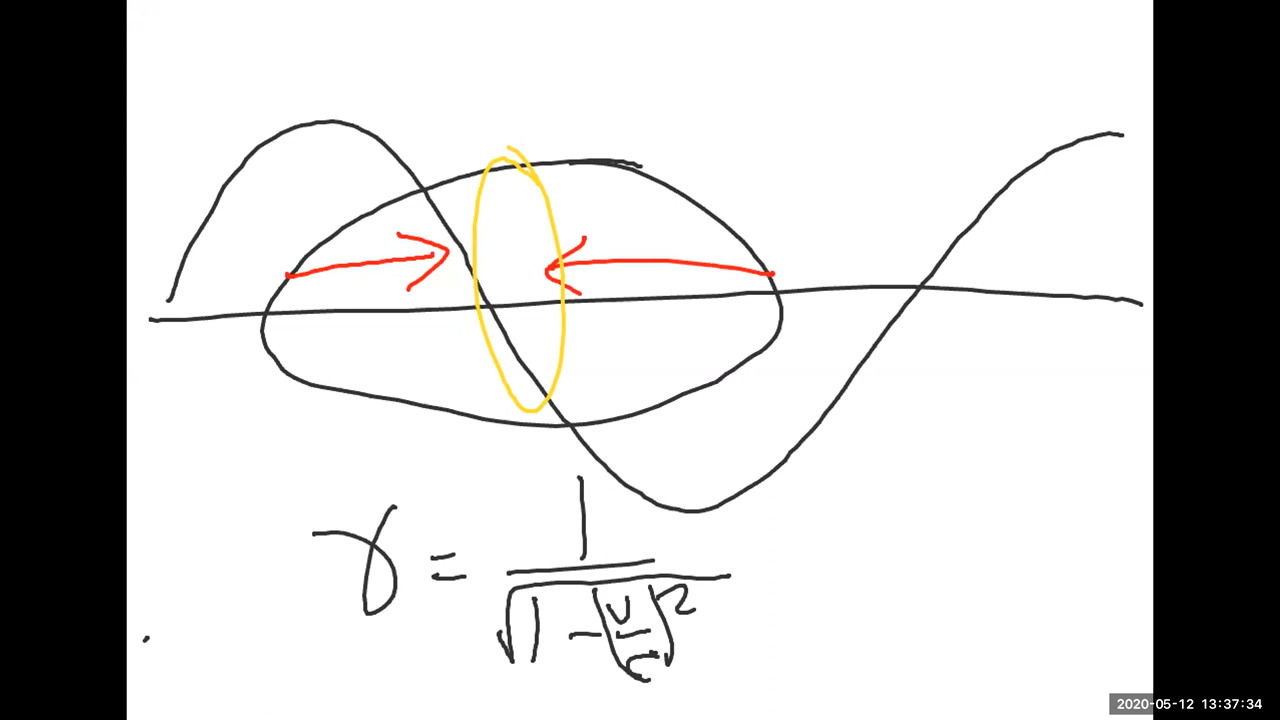 γ = 1 / √(1 - (v/c)²)
2020-05-12 13:37:34